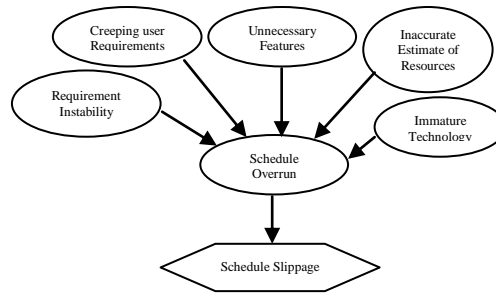 Creeping user
Requirements
Unnecessary
Features
Inaccurate
Estimate of
Resources
Requirement
Instability
Immature
Technology
Schedule
Overrun
Schedule Slippage